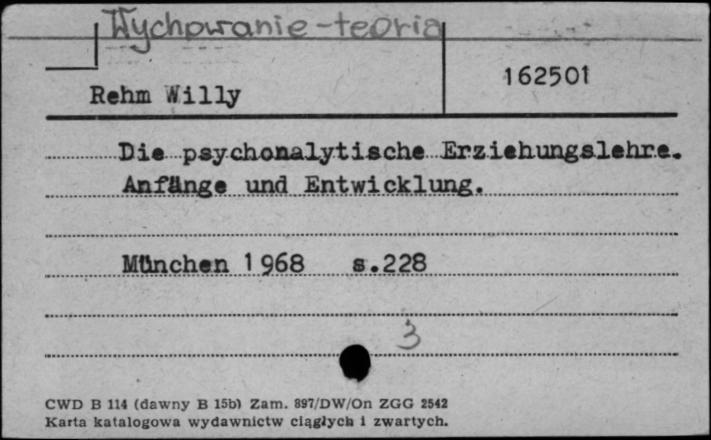 Wychowanie-teoria
162501
Rehm Willy
Die psychonalytische Erziehungslehre.
Anfänge und Entwicklung.
München 1968 s.228
3
CWD B 114 (dawny B 15b) Zam. 897/DW/On ZGG 2542
Karta katalogowa wydawnictw ciągłych i zwartych.